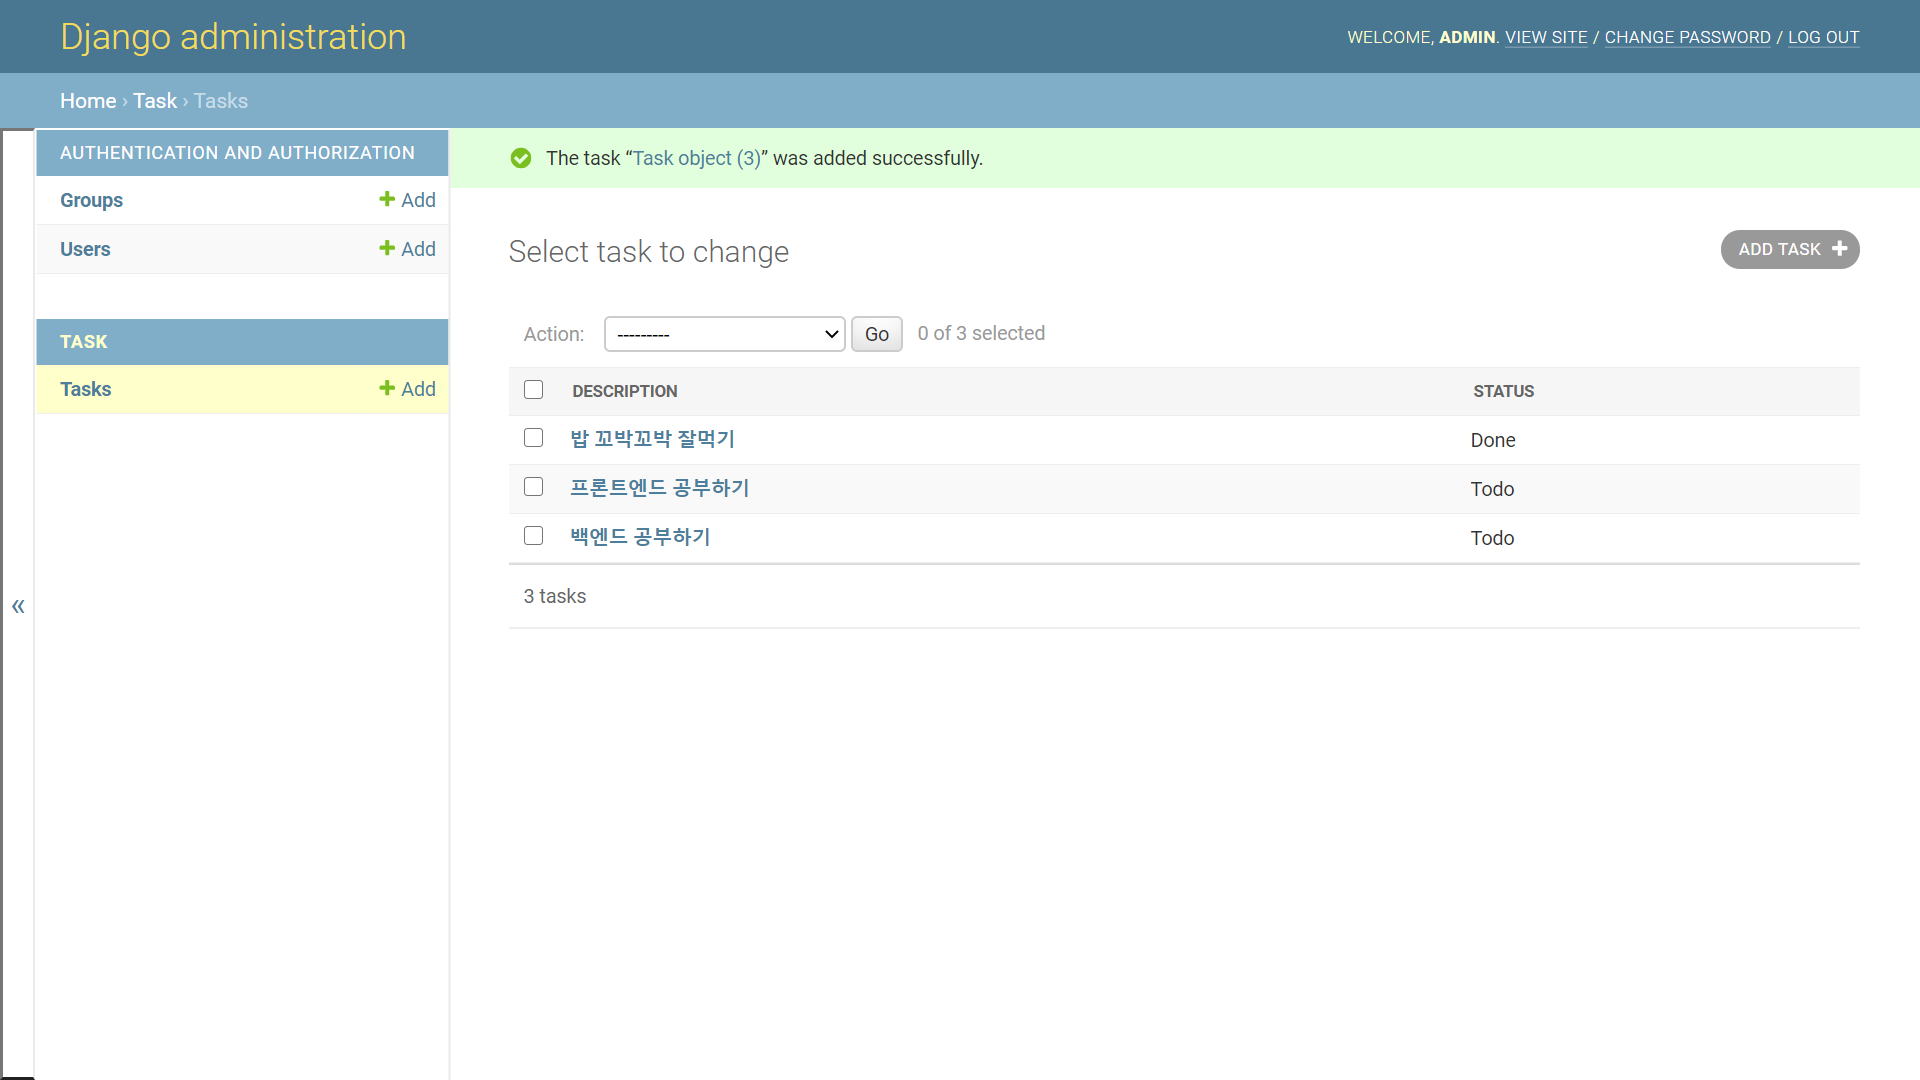 Django administration
WELCOME, ADMIN. VIEW SITE / CHANGE PASSWORD / LOG OUT
Home › Task › Tasks
AUTHENTICATION AND AUTHORIZATION
Groups + Add
Users + Add
TASK
Tasks + Add
«
The task “Task object (3)” was added successfully.
Select task to change
ADD TASK +
Action: --------- Go 0 of 3 selected
DESCRIPTION STATUS
밥 꼬박꼬박 잘먹기 Done
프론트엔드 공부하기 Todo
백엔드 공부하기 Todo
3 tasks